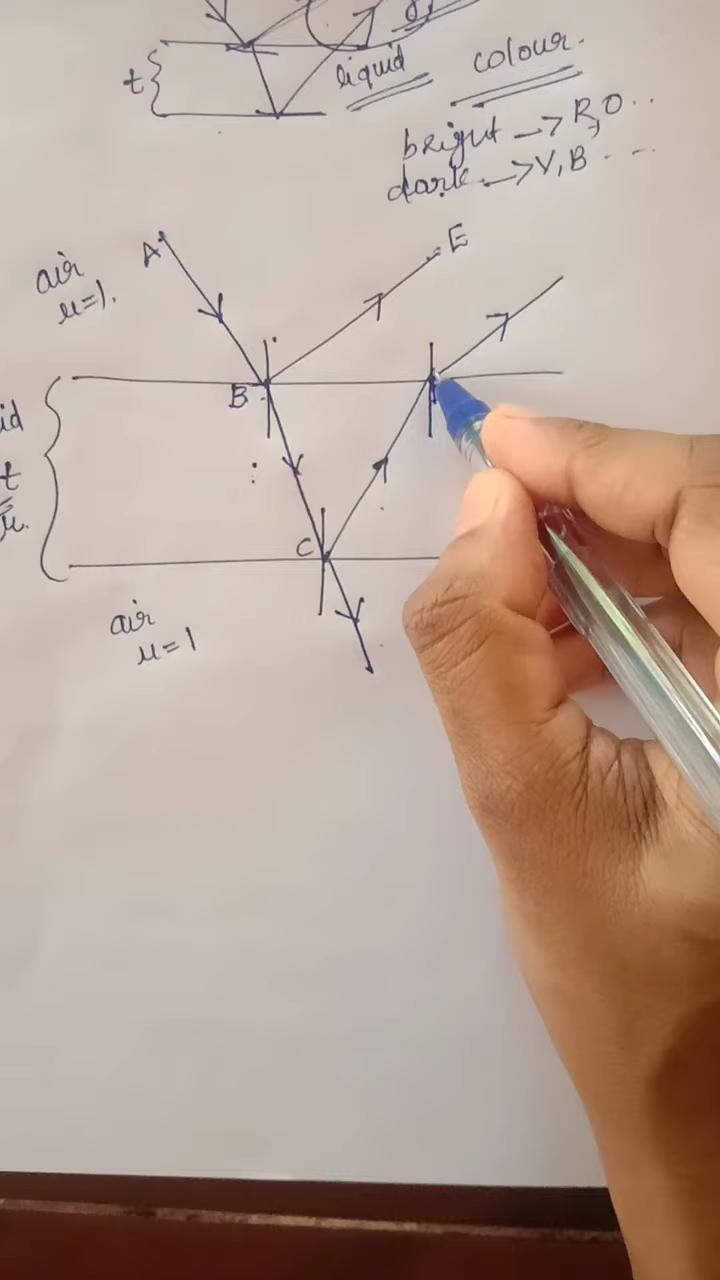 t
liquid
colour.
bright → R, O ..
dark → V, B - --
air
μ=1.
A
E
B
t
μ.
C
air
μ=1